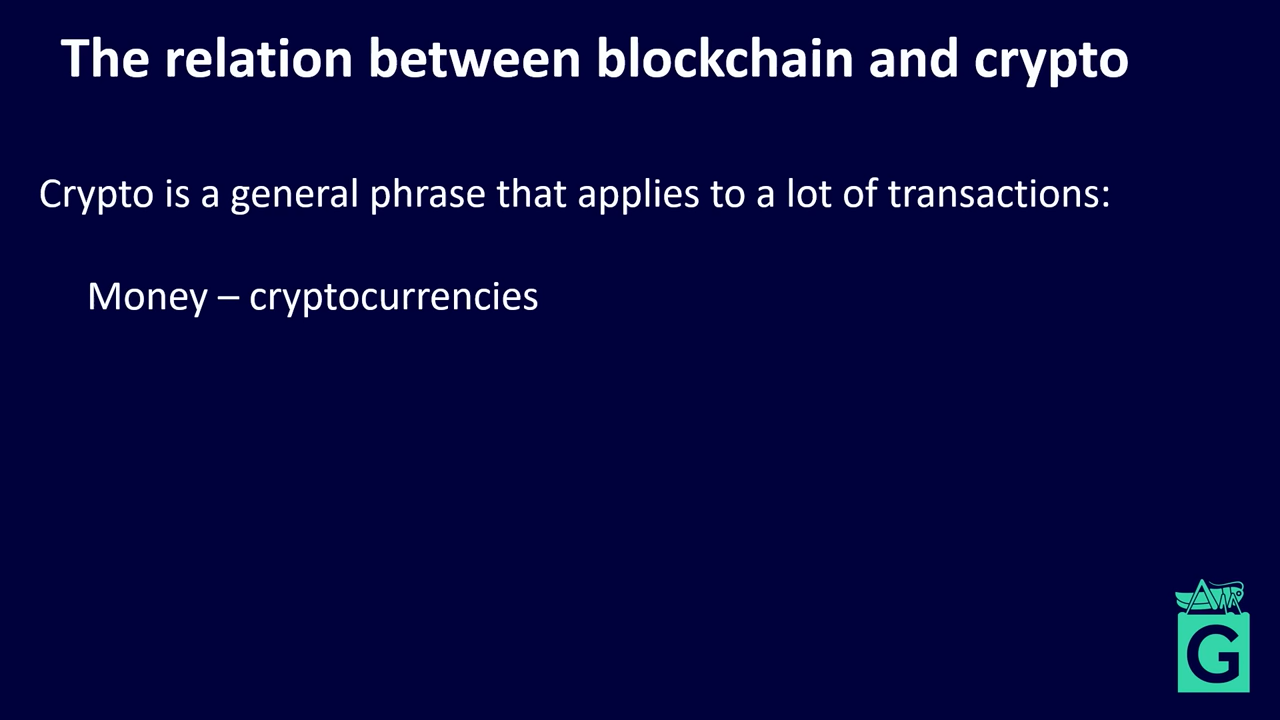 The relation between blockchain and crypto
Crypto is a general phrase that applies to a lot of transactions:
Money – cryptocurrencies
G